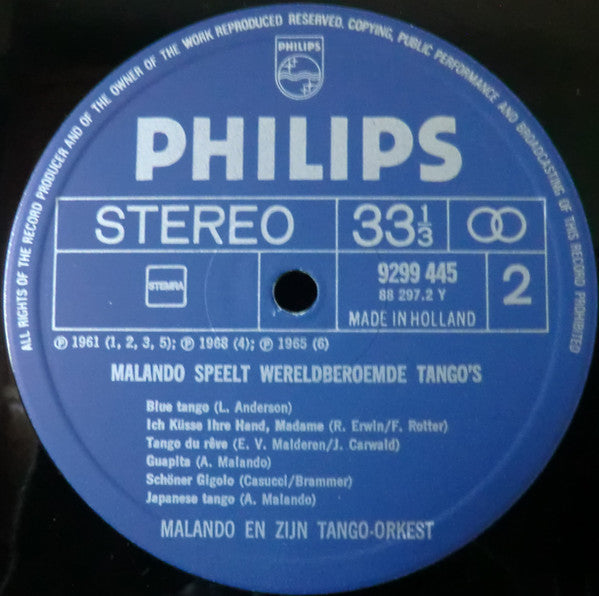 ALL RIGHTS OF THE RECORD PRODUCER AND OF THE OWNER OF THE WORK REPRODUCED RESERVED. COPYING, PUBLIC PERFORMANCE AND BROADCASTING OF THIS RECORD PROHIBITED
PHILIPS
PHILIPS
STEREO 33 1/3
STEMRA 9299 445 2
88 297.2 Y
MADE IN HOLLAND
℗ 1961 (1, 2, 3, 5); ℗ 1968 (4); ℗ 1965 (6)
MALANDO SPEELT WERELDBEROEMDE TANGO'S
Blue tango (L. Anderson)
Ich Küsse Ihre Hand, Madame (R. Erwin/F. Rotter)
Tango du rêve (E. V. Malderen/J. Carwald)
Guapita (A. Malando)
Schöner Gigolo (Casucci/Brammer)
Japanese tango (A. Malando)
MALANDO EN ZIJN TANGO-ORKEST